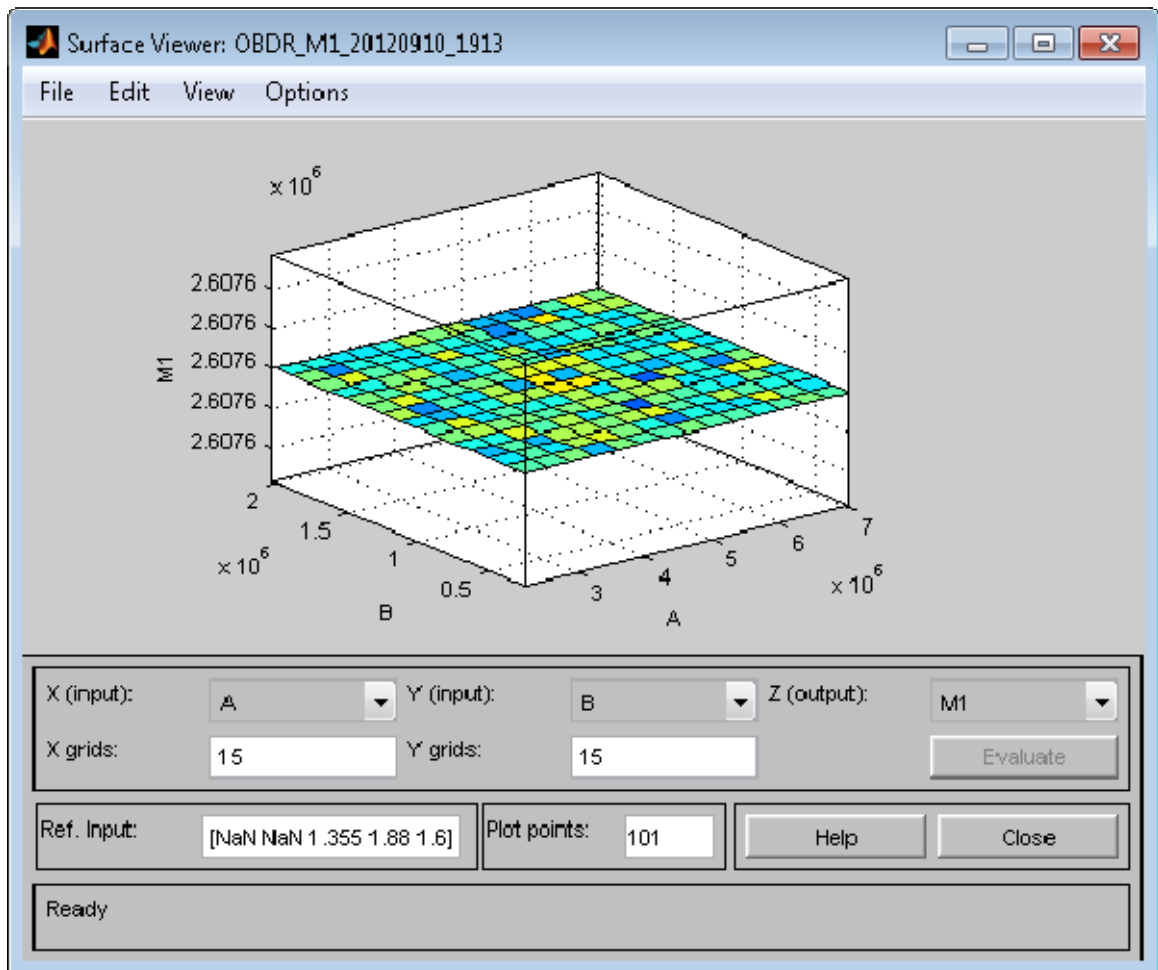 Surface Viewer: OBDR_M1_20120910_1913
File Edit View Options
x 10^6
2.6076
2.6076
2.6076
2.6076
2.6076
M1
2
1.5
1
0.5
x 10^6
B
3
4
5
6
7
x 10^6
A
X (input): A Y (input): B Z (output): M1
X grids: 15 Y grids: 15 Evaluate
Ref. Input: [NaN NaN 1.355 1.88 1.6] Plot points: 101 Help Close
Ready